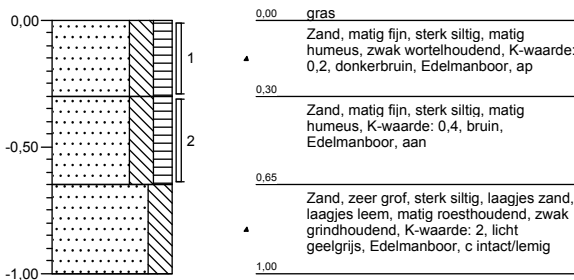 0,00
-0,50
-1,00
1
2
0,00 gras
Zand, matig fijn, sterk siltig, matig
humeus, zwak wortelhoudend, K-waarde:
0,2, donkerbruin, Edelmanboor, ap
0,30
Zand, matig fijn, sterk siltig, matig
humeus, K-waarde: 0,4, bruin,
Edelmanboor, aan
0,65
Zand, zeer grof, sterk siltig, laagjes zand,
laagjes leem, matig roesthoudend, zwak
grindhoudend, K-waarde: 2, licht
geelgrijs, Edelmanboor, c intact/lemig
1,00